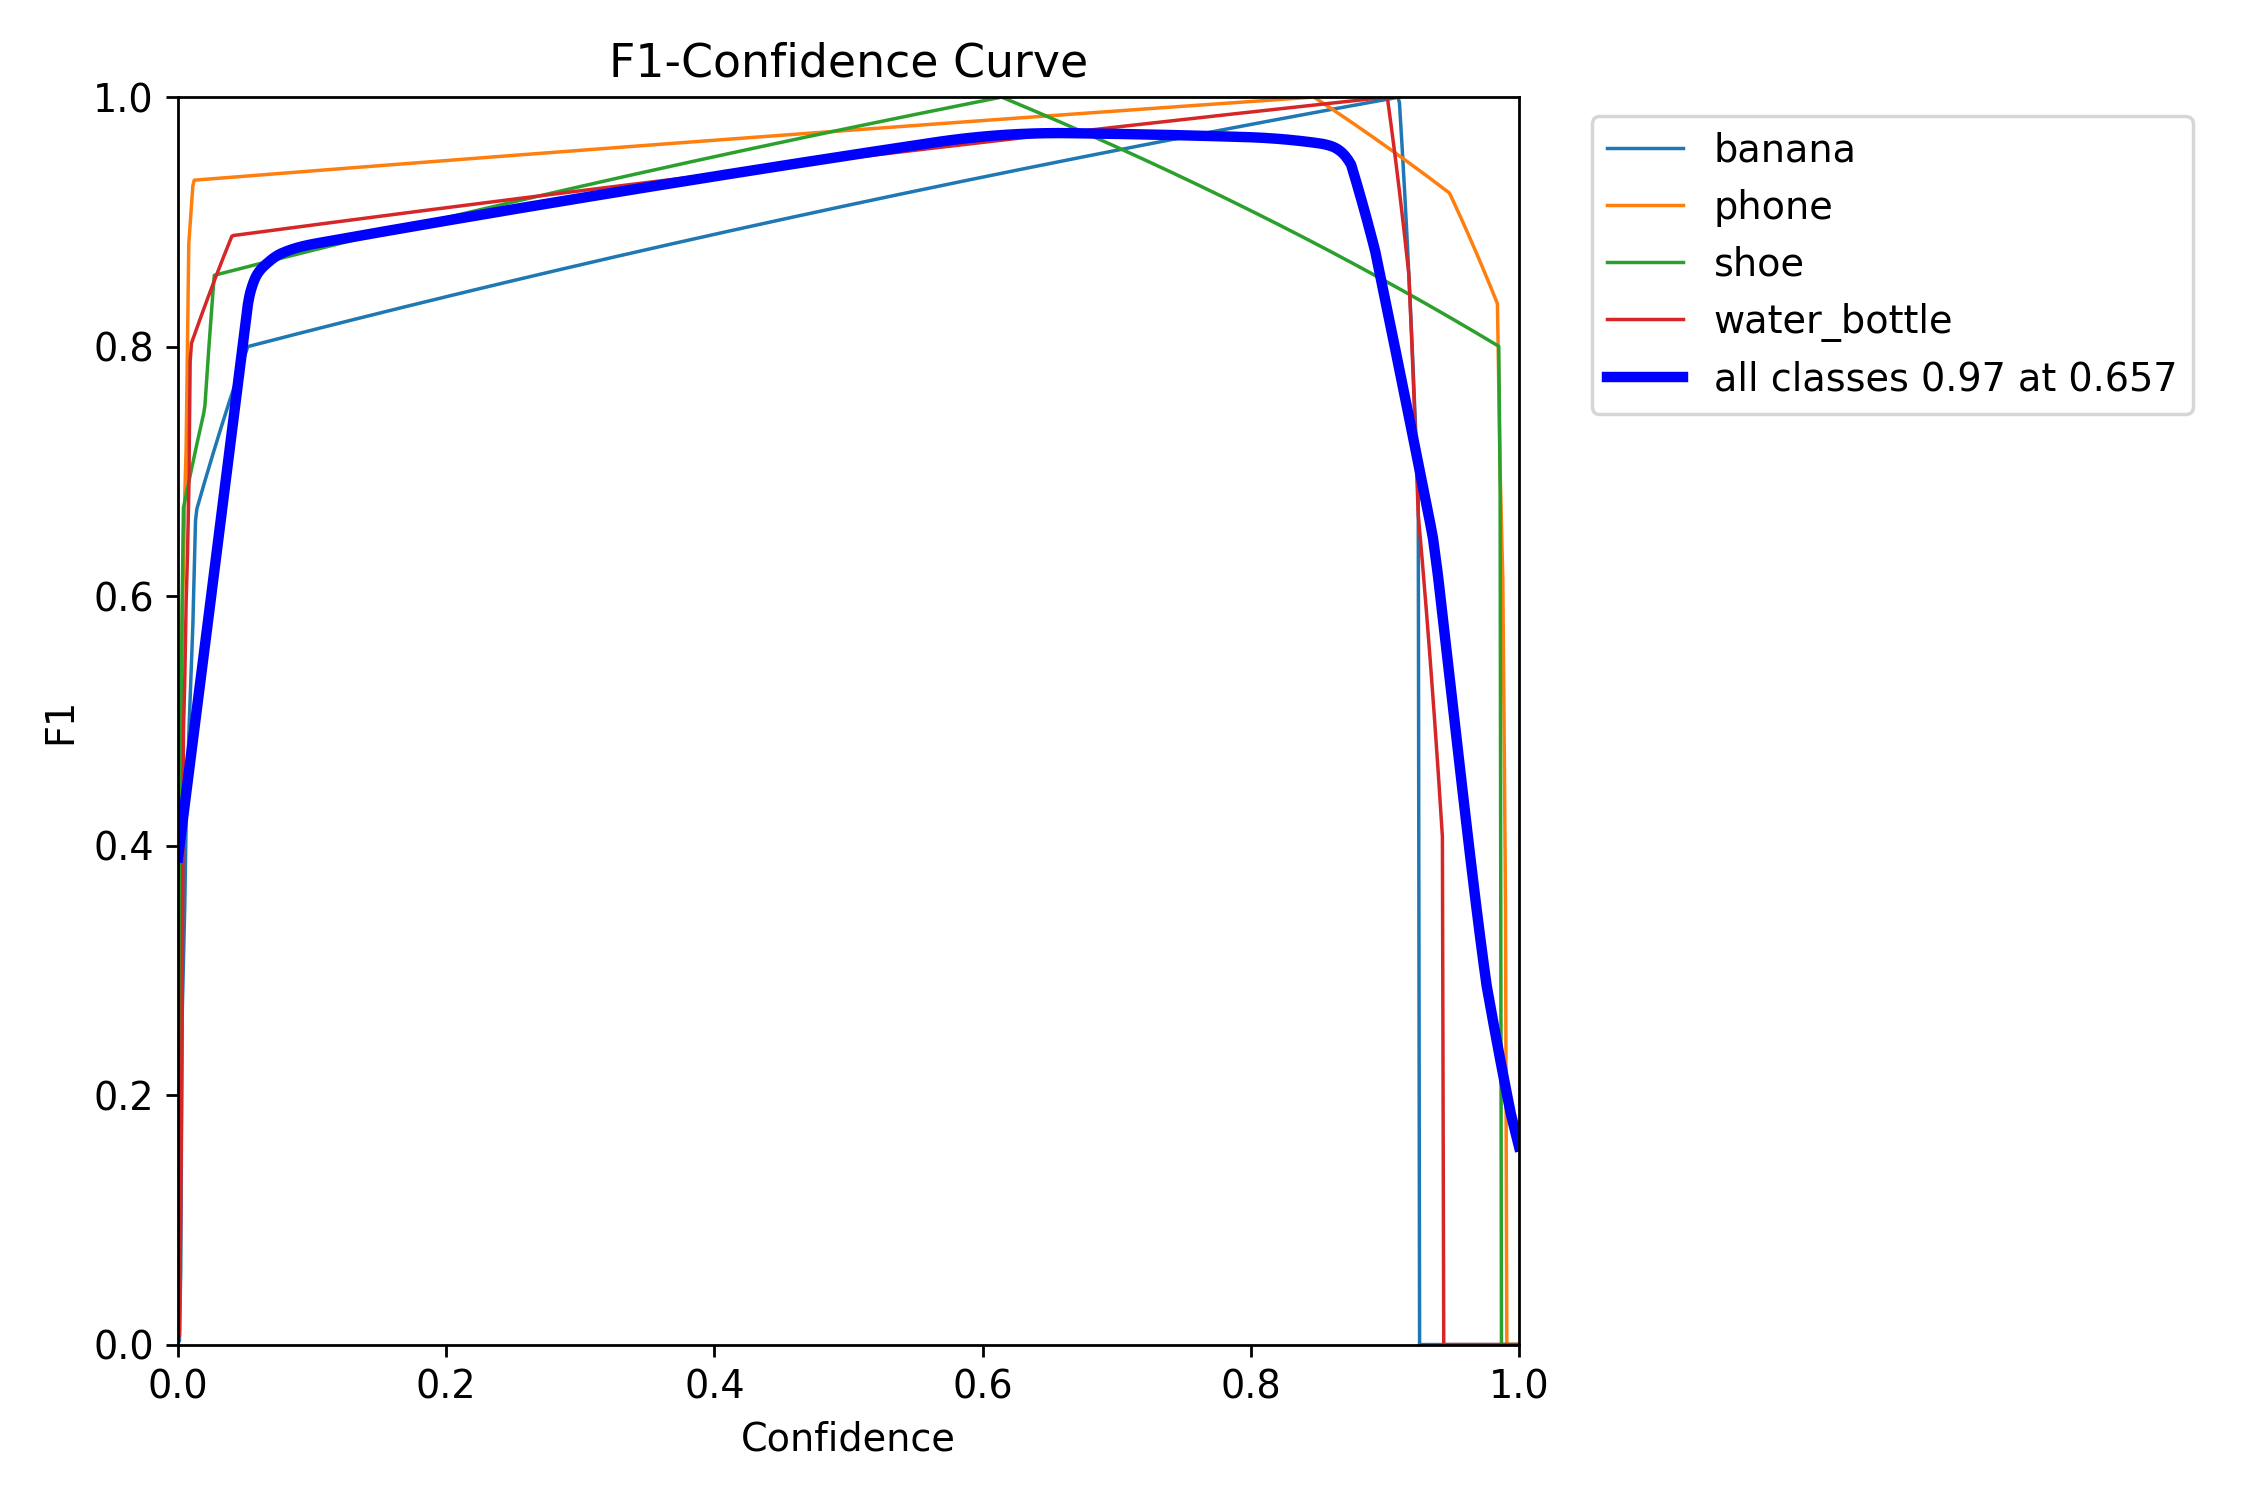 F1-Confidence Curve
1.0
0.8
0.6
0.4
0.2
0.0
F1
0.0 0.2 0.4 0.6 0.8 1.0
Confidence
banana
phone
shoe
water_bottle
all classes 0.97 at 0.657